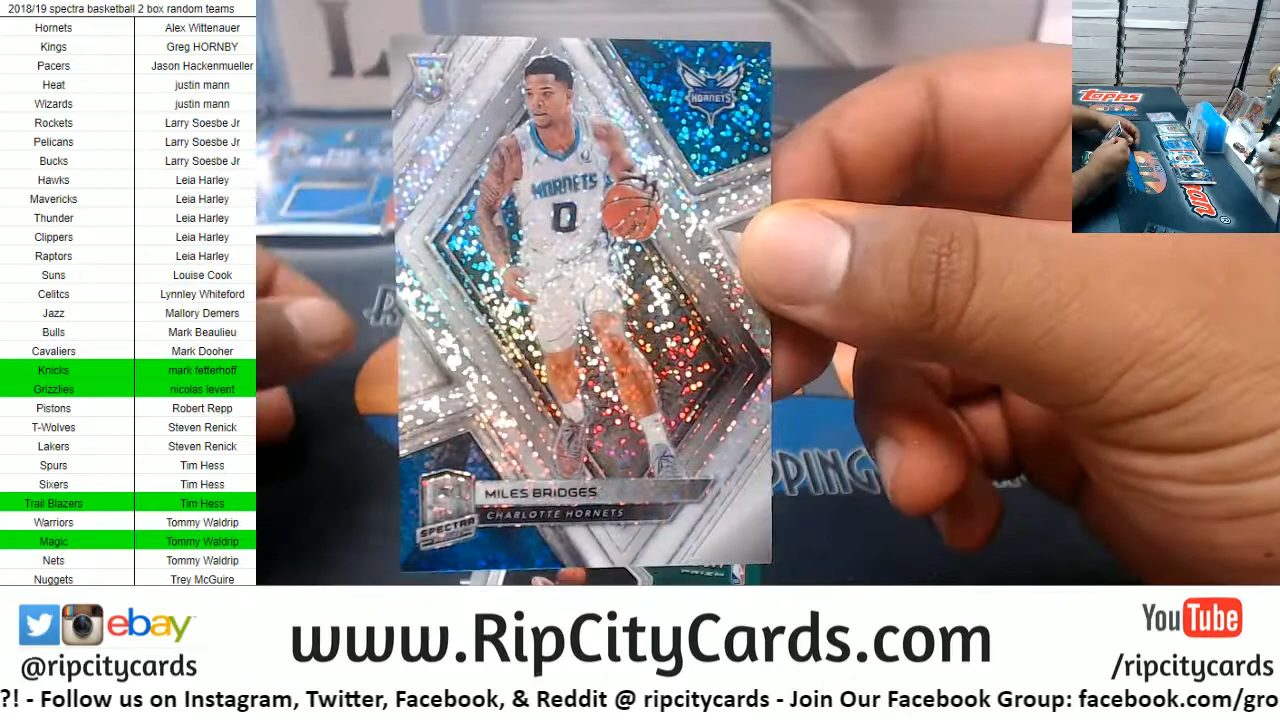 2018/19 spectra basketball 2 box random teams
Hornets Alex Wittenauer
Kings Greg HORNBY
Pacers Jason Hackenmueller
Heat justin mann
Wizards justin mann
Rockets Larry Soesbe Jr
Pelicans Larry Soesbe Jr
Bucks Larry Soesbe Jr
Hawks Leia Harley
Mavericks Leia Harley
Thunder Leia Harley
Clippers Leia Harley
Raptors Leia Harley
Suns Louise Cook
Celitcs Lynnley Whiteford
Jazz Mallory Demers
Bulls Mark Beaulieu
Cavaliers Mark Dooher
Knicks mark fetterhoff
Grizzlies nicolas levent
Pistons Robert Repp
T-Wolves Steven Renick
Lakers Steven Renick
Spurs Tim Hess
Sixers Tim Hess
Trail Blazers Tim Hess
Warriors Tommy Waldrip
Magic Tommy Waldrip
Nets Tommy Waldrip
Nuggets Trey McGuire
HORNETS
HORNETS
0
MILES BRIDGES
CHARLOTTE HORNETS
SPECTRA
PPING
PRIZM
Topps
ebay
@ripcitycards
www.RipCityCards.com
YouTube
/ripcitycards
?! - Follow us on Instagram, Twitter, Facebook, & Reddit @ ripcitycards - Join Our Facebook Group: facebook.com/gro